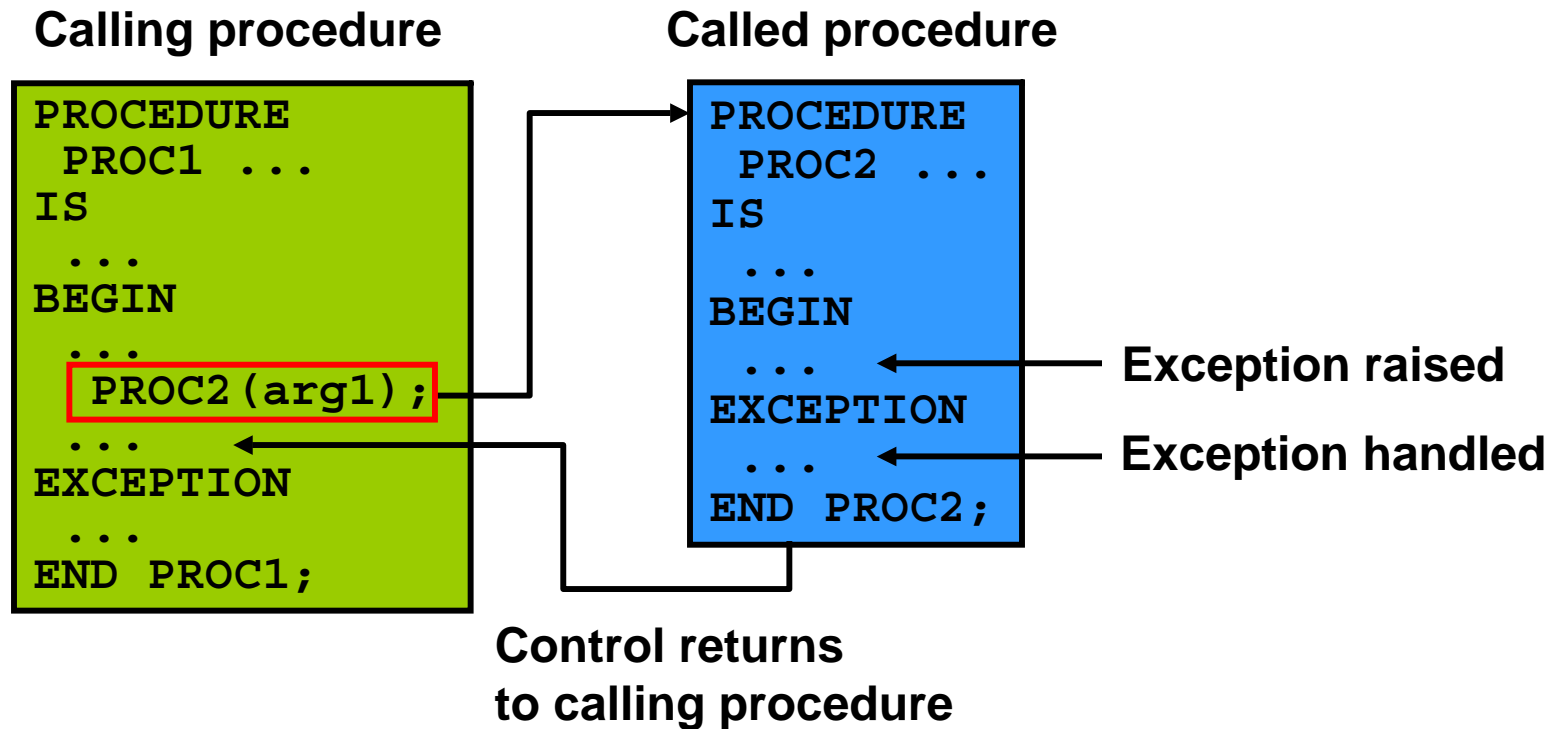 Calling procedure
PROCEDURE
PROC1 ...
IS
...
BEGIN
...
PROC2(arg1);
...
EXCEPTION
...
END PROC1;
Called procedure
PROCEDURE
PROC2 ...
IS
...
BEGIN
...
EXCEPTION
...
END PROC2;
Exception raised
Exception handled
Control returns
to calling procedure